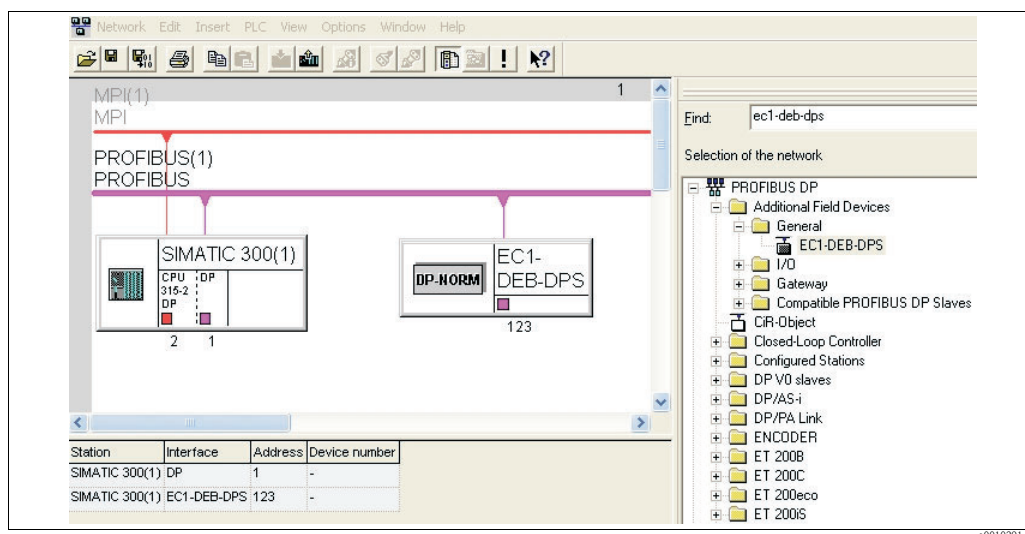 Network Edit Insert PLC View Options Window Help
MPI(1)
MPI
1
PROFIBUS(1)
PROFIBUS
SIMATIC 300(1)
CPU
315-2
DP
DP
2 1
DP-NORM
EC1-
DEB-DPS
123
Station Interface Address Device number
SIMATIC 300(1) DP 1 -
SIMATIC 300(1) EC1-DEB-DPS 123 -
Find: ec1-deb-dps
Selection of the network
PROFIBUS DP
Additional Field Devices
General
EC1-DEB-DPS
I/O
Gateway
Compatible PROFIBUS DP Slaves
CiR-Object
Closed-Loop Controller
Configured Stations
DP V0 slaves
DP/AS-i
DP/PA Link
ENCODER
ET 200B
ET 200C
ET 200eco
ET 200iS